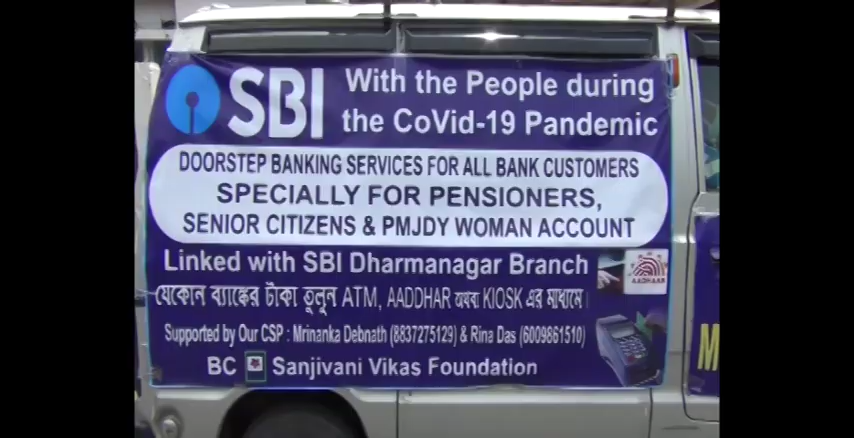 SBI
With the People during
the CoVid-19 Pandemic
DOORSTEP BANKING SERVICES FOR ALL BANK CUSTOMERS
SPECIALLY FOR PENSIONERS,
SENIOR CITIZENS & PMJDY WOMAN ACCOUNT
Linked with SBI Dharmanagar Branch
AADHAAR
যেকোন ব্যাঙ্কের টাকা তুলুন ATM, AADDHAR অথবা KIOSK এর মাধ্যমে
Supported by Our CSP : Mrinanka Debnath (8837275129) & Rina Das (6009861510)
BC Sanjivani Vikas Foundation
M